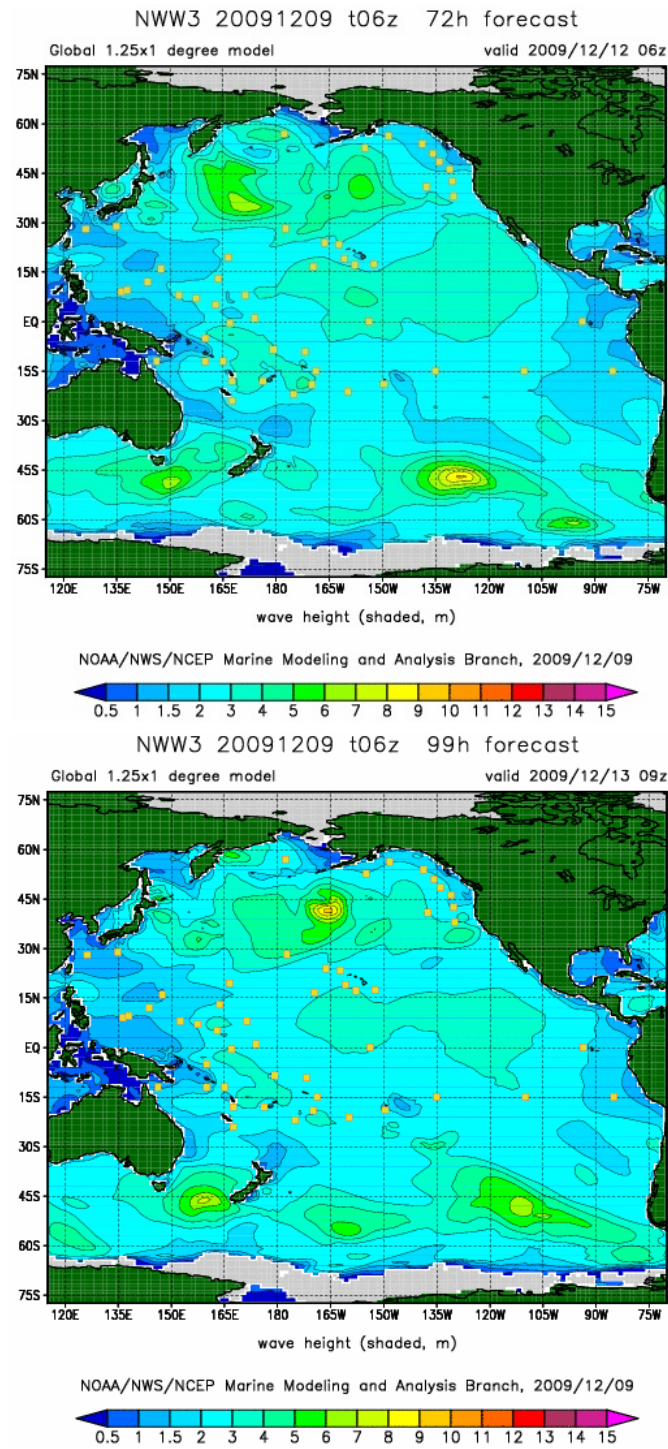 NWW3 20091209 t06z 72h forecast
Global 1.25x1 degree model valid 2009/12/12 06z
75N
60N
45N
30N
15N
EQ
15S
30S
45S
60S
75S
120E 135E 150E 165E 180 165W 150W 135W 120W 105W 90W 75W
wave height (shaded, m)
NOAA/NWS/NCEP Marine Modeling and Analysis Branch, 2009/12/09
0.5 1 1.5 2 3 4 5 6 7 8 9 10 11 12 13 14 15
NWW3 20091209 t06z 99h forecast
Global 1.25x1 degree model valid 2009/12/13 09z
75N
60N
45N
30N
15N
EQ
15S
30S
45S
60S
75S
120E 135E 150E 165E 180 165W 150W 135W 120W 105W 90W 75W
wave height (shaded, m)
NOAA/NWS/NCEP Marine Modeling and Analysis Branch, 2009/12/09
0.5 1 1.5 2 3 4 5 6 7 8 9 10 11 12 13 14 15